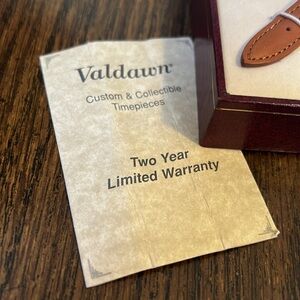 Valdawn®
Custom & Collectible
Timepieces
Two Year
Limited Warranty